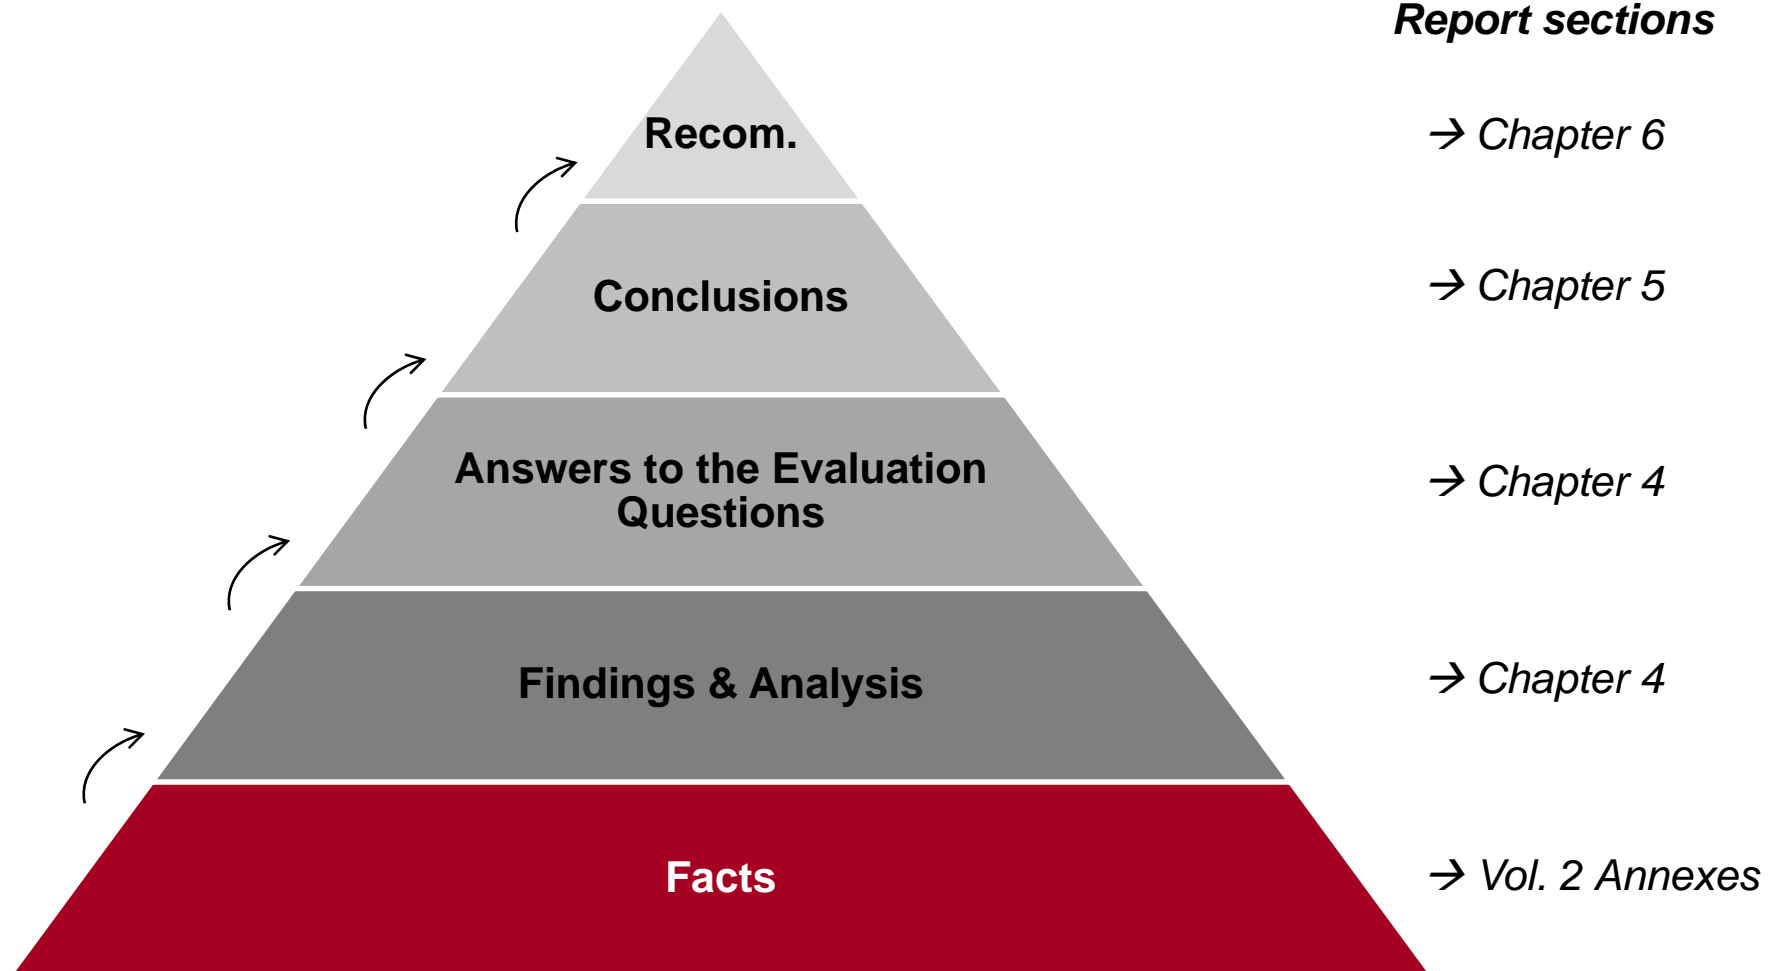 Report sections
Recom.
→ Chapter 6
Conclusions
→ Chapter 5
Answers to the Evaluation
Questions
→ Chapter 4
Findings & Analysis
→ Chapter 4
Facts
→ Vol. 2 Annexes